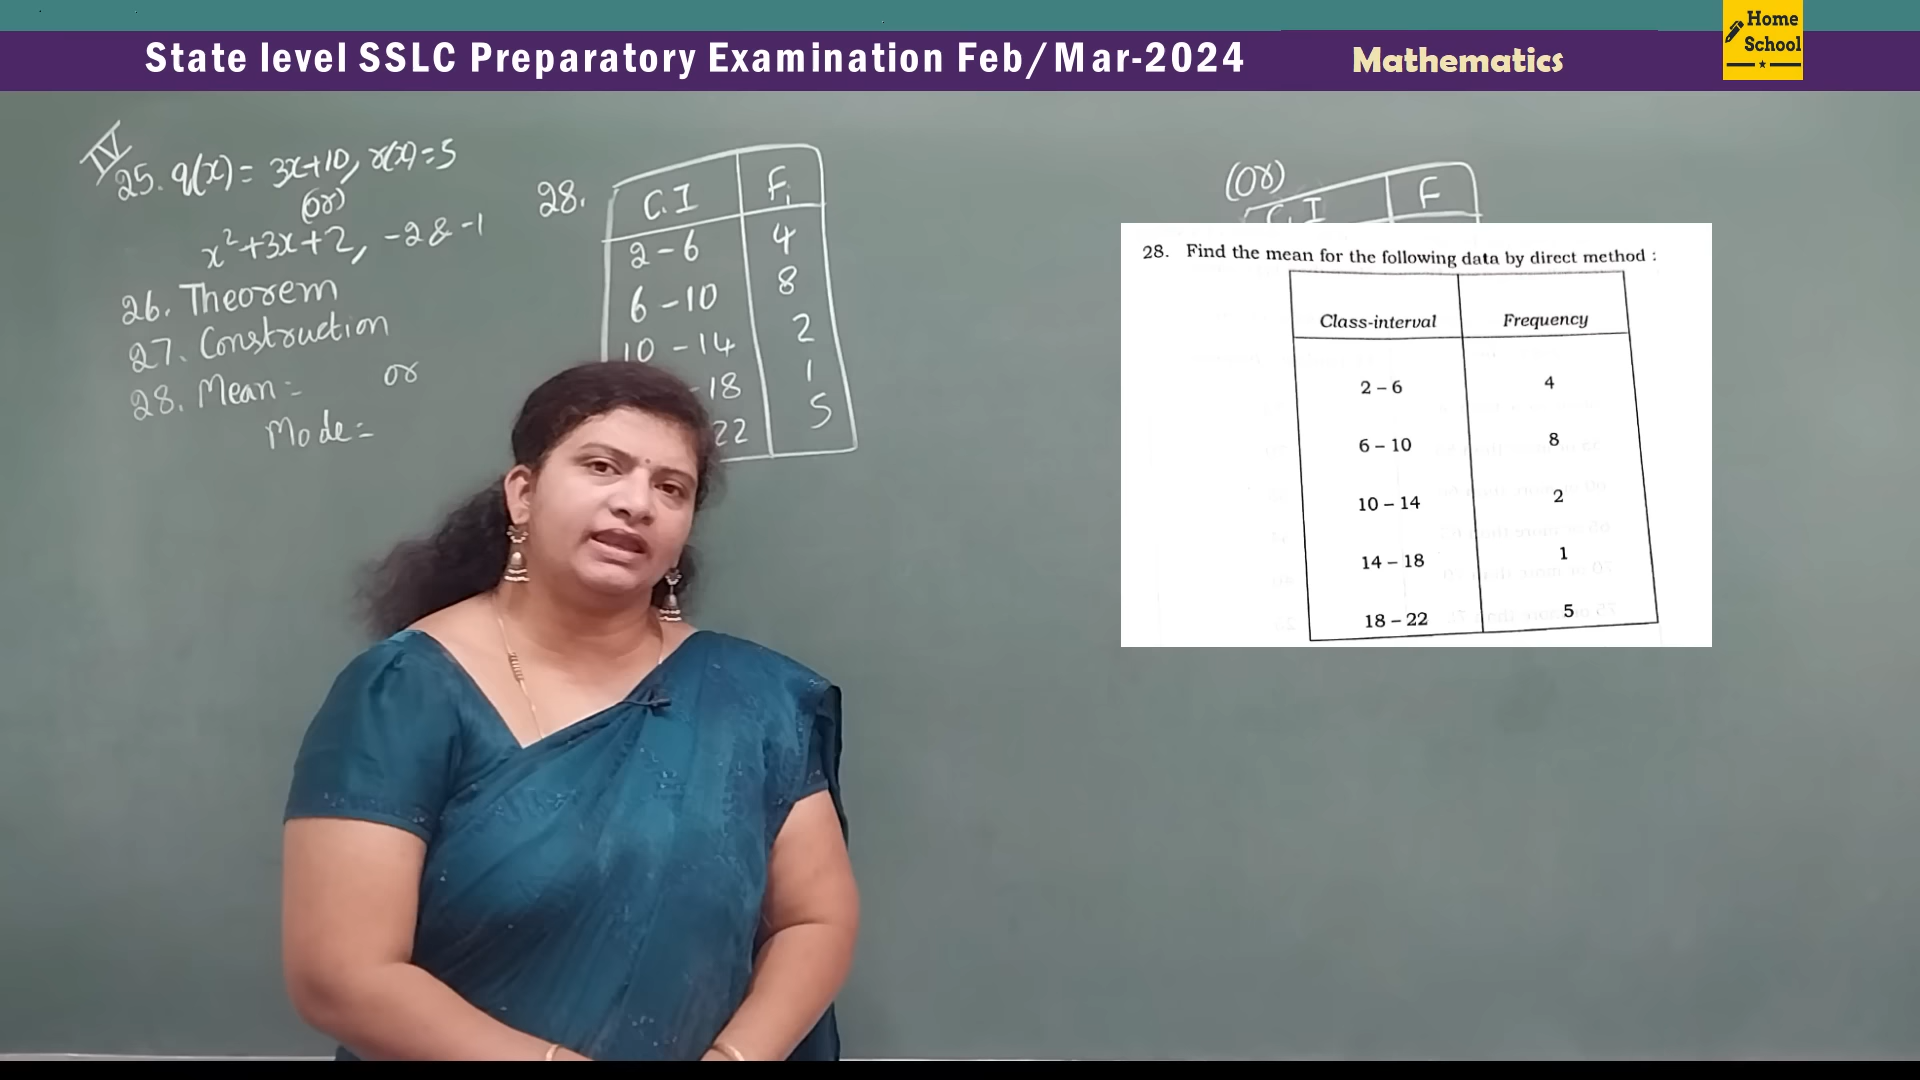 State level SSLC Preparatory Examination Feb/Mar-2024
Mathematics
Home
School
IV
25. q(x) = 3x+10, r(x) = 5
(or)
x²+3x+2, -2 & -1
26. Theorem
27. Construction
28. Mean =
or
Mode =
28.
C.I F
2-6 4
6-10 8
10-14 2
-18 1
22 5
(or)
C.I F
28. Find the mean for the following data by direct method :
Class-interval Frequency
2 – 6 4
6 – 10 8
10 – 14 2
14 – 18 1
18 – 22 5